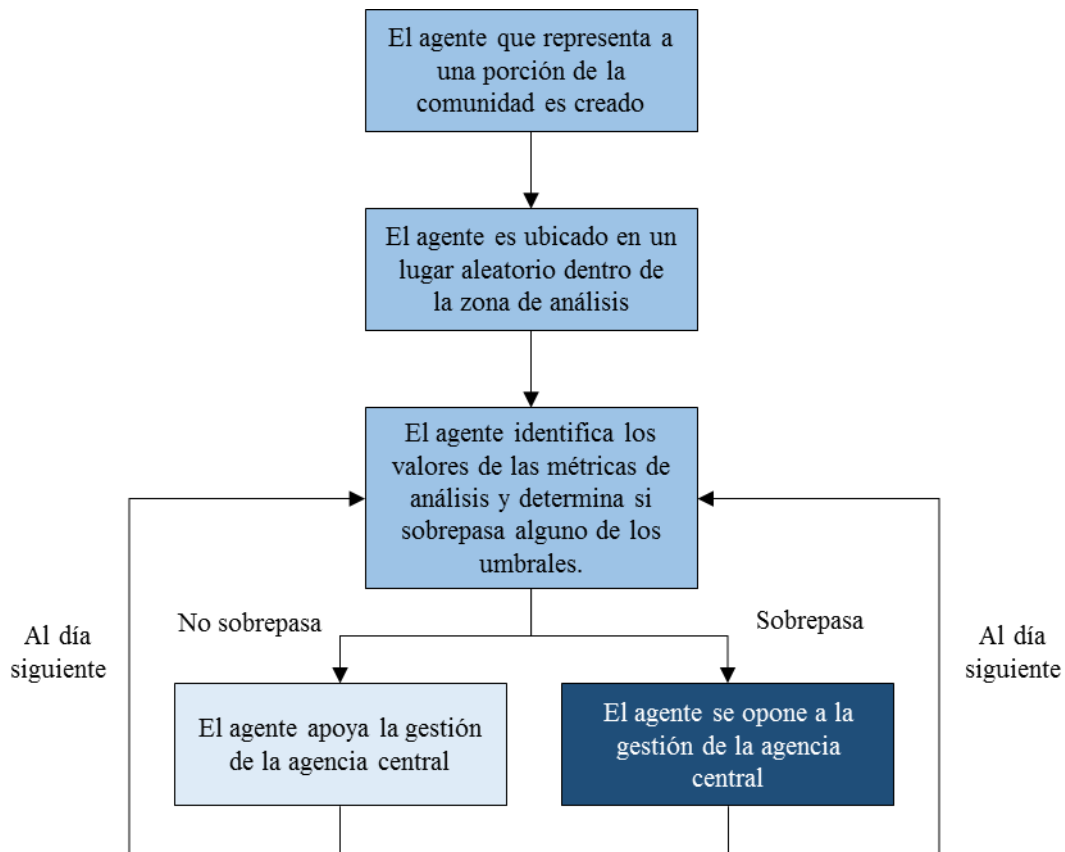 El agente que representa a
una porción de la
comunidad es creado
El agente es ubicado en un
lugar aleatorio dentro de
la zona de análisis
El agente identifica los
valores de las métricas de
análisis y determina si
sobrepasa alguno de los
umbrales.
No sobrepasa
Sobrepasa
Al día
siguiente
Al día
siguiente
El agente apoya la gestión
de la agencia central
El agente se opone a la
gestión de la agencia
central